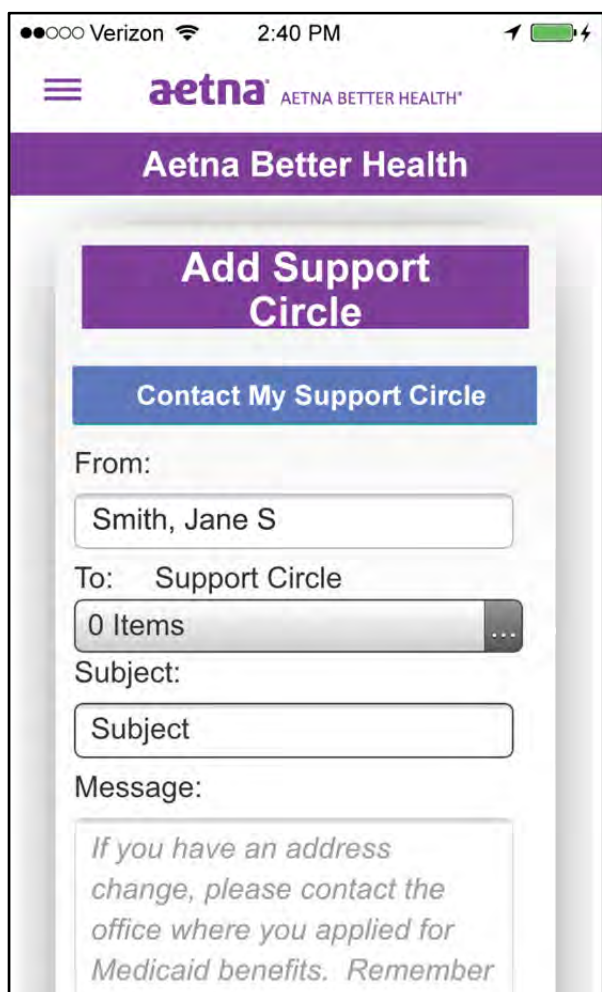 Verizon 2:40 PM
aetna AETNA BETTER HEALTH®
Aetna Better Health
Add Support
Circle
Contact My Support Circle
From:
Smith, Jane S
To: Support Circle
0 Items ...
Subject:
Subject
Message:
If you have an address
change, please contact the
office where you applied for
Medicaid benefits. Remember